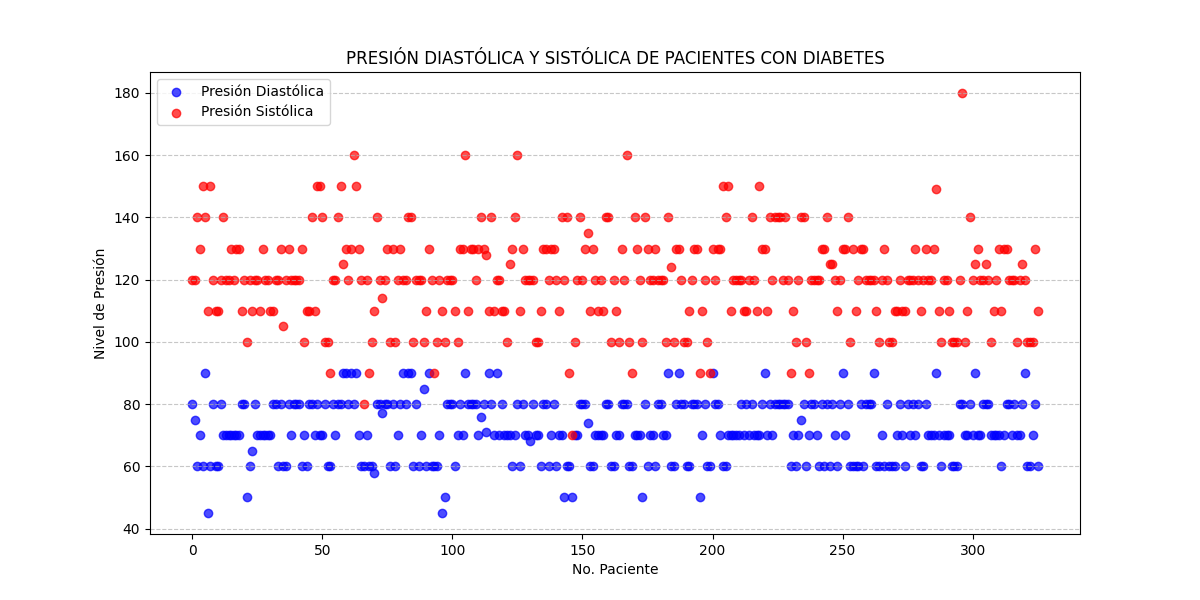 PRESIÓN DIASTÓLICA Y SISTÓLICA DE PACIENTES CON DIABETES
Presión Diastólica
Presión Sistólica
Nivel de Presión
180
160
140
120
100
80
60
40
0 50 100 150 200 250 300
No. Paciente